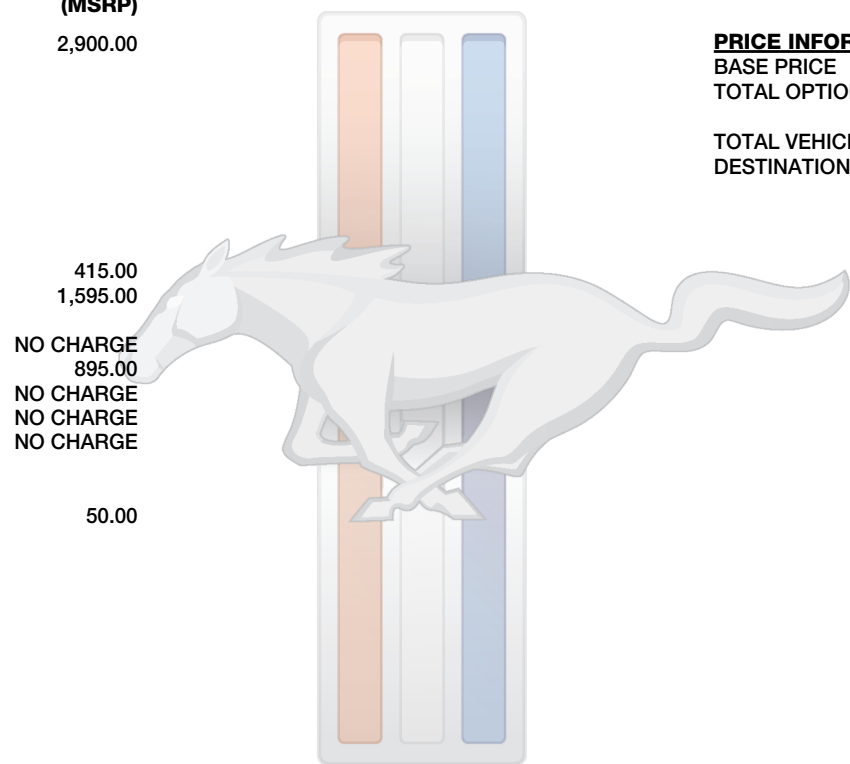 (MSRP)
2,900.00
415.00
1,595.00
NO CHARGE
895.00
NO CHARGE
NO CHARGE
NO CHARGE
50.00
PRICE INFOR
BASE PRICE
TOTAL OPTIO
TOTAL VEHIC
DESTINATION